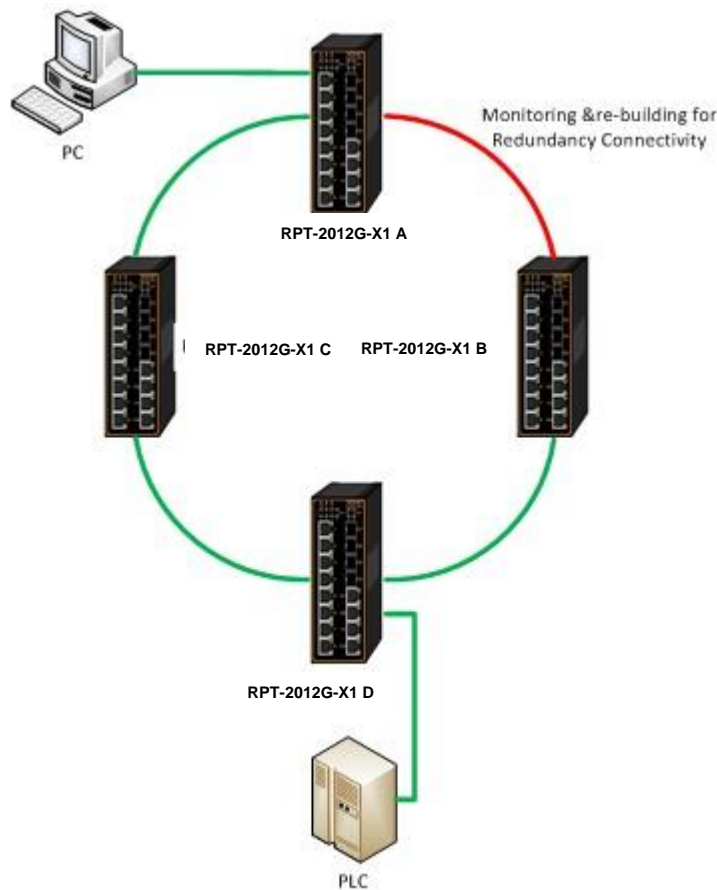 PC
Monitoring &re-building for
Redundancy Connectivity
RPT-2012G-X1 A
RPT-2012G-X1 C
RPT-2012G-X1 B
RPT-2012G-X1 D
PLC